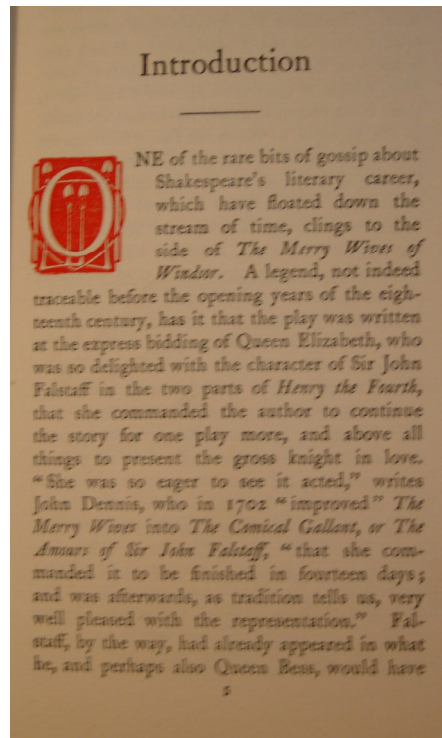 Introduction
ONE of the rare bits of gossip about
Shakespeare's literary career,
which have floated down the
stream of time, clings to the
side of The Merry Wives of
Windsor. A legend, not indeed
traceable before the opening years of the eigh-
teenth century, has it that the play was written
at the express bidding of Queen Elizabeth, who
was so delighted with the character of Sir John
Falstaff in the two parts of Henry the Fourth,
that she commanded the author to continue
the story for one play more, and above all
things to present the gross knight in love.
"She was so eager to see it acted," writes
John Dennis, who in 1702 "improved" The
Merry Wives into The Comical Gallant, or The
Amours of Sir John Falstaff, "that she com-
manded it to be finished in fourteen days;
and was afterwards, as tradition tells us, very
well pleased with the representation." Fal-
staff, by the way, had already appeared in what
he, and perhaps also Queen Bess, would have